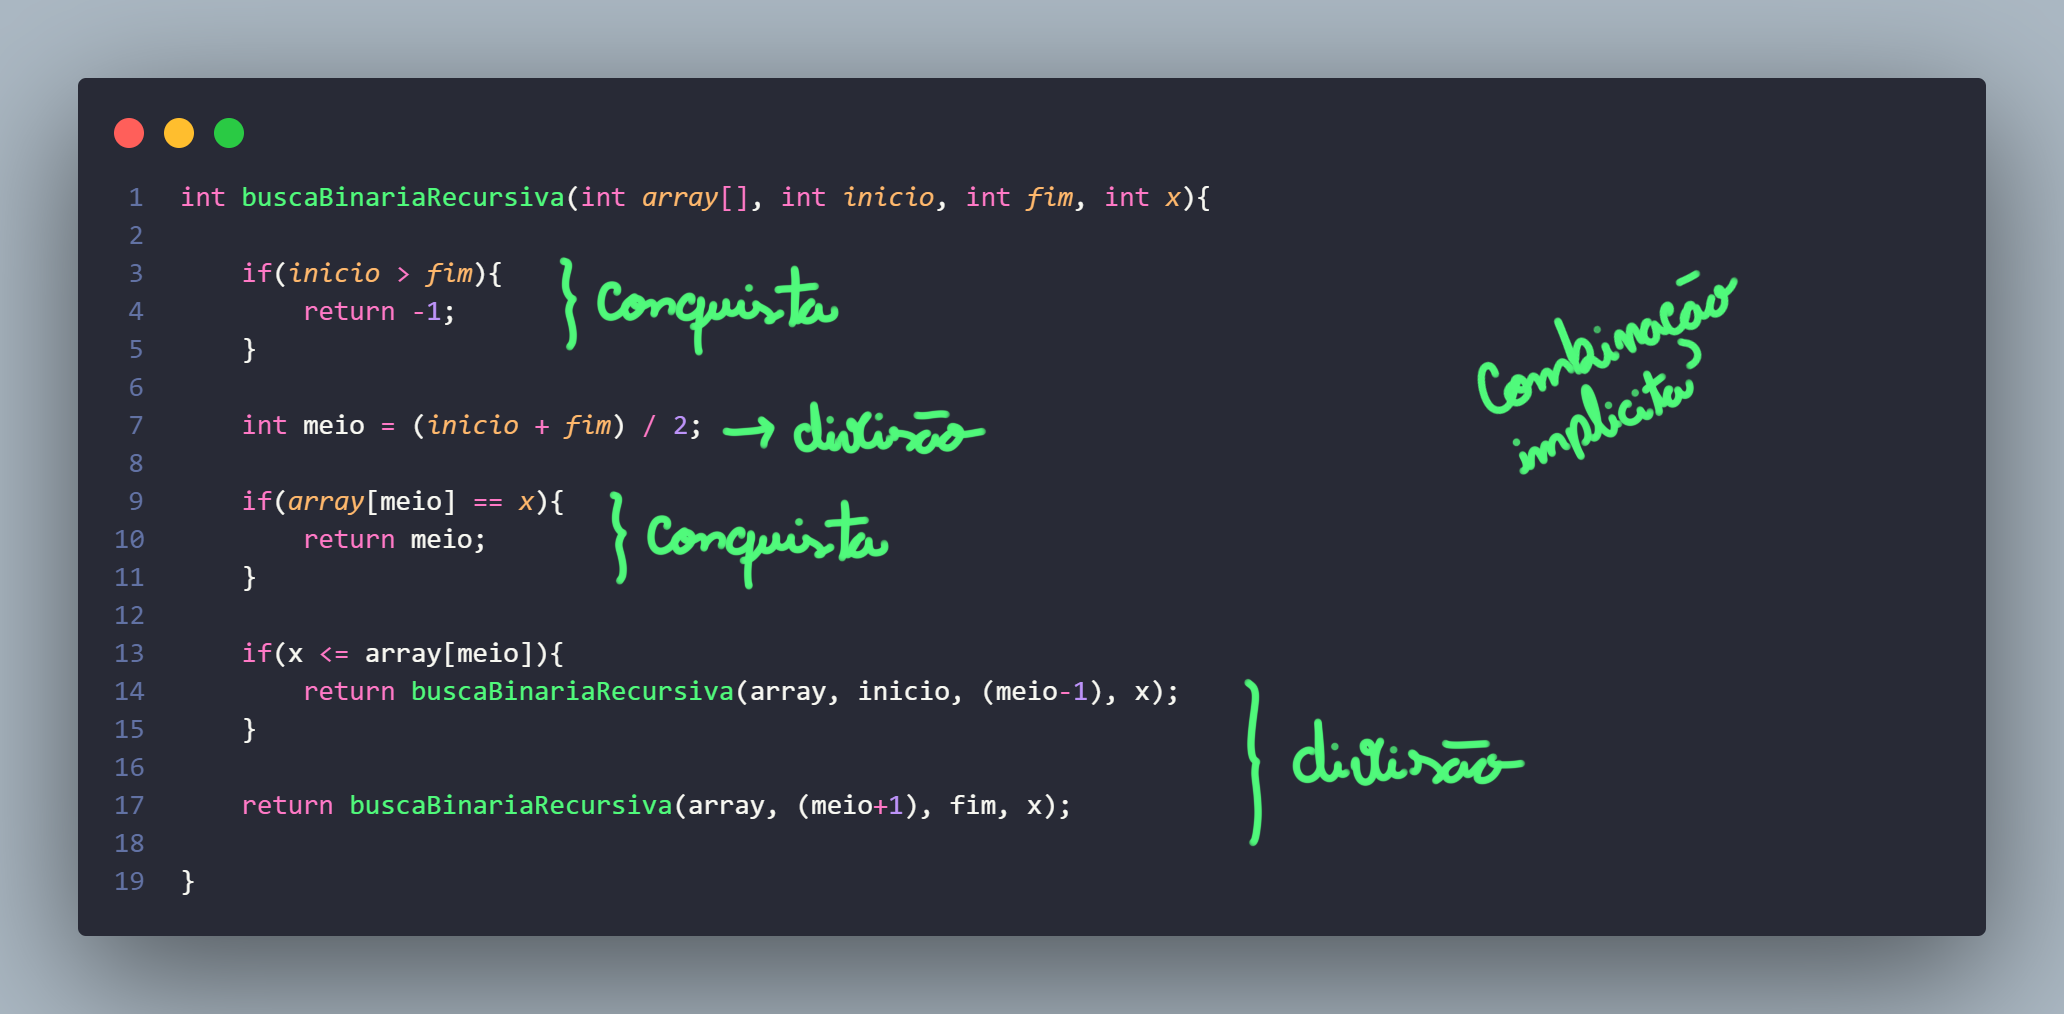 1 int buscaBinariaRecursiva(int array[], int inicio, int fim, int x){
2
3 if(inicio > fim){
4 return -1;
5 }
6
7 int meio = (inicio + fim) / 2;
8
9 if(array[meio] == x){
10 return meio;
11 }
12
13 if(x <= array[meio]){
14 return buscaBinariaRecursiva(array, inicio, (meio-1), x);
15 }
16
17 return buscaBinariaRecursiva(array, (meio+1), fim, x);
18
19 }
Conquista
→ divisão
Conquista
divisão
Combinação
implicita